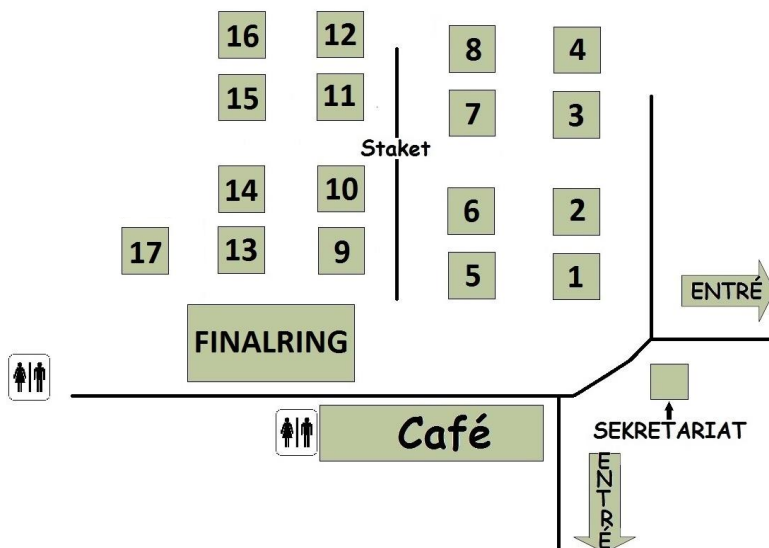 16 12 8 4
15 11 7 3
Staket
14 10 6 2
17 13 9 5 1
ENTRÉ
FINALRING
Café
SEKRETARIAT
ENTRÉ